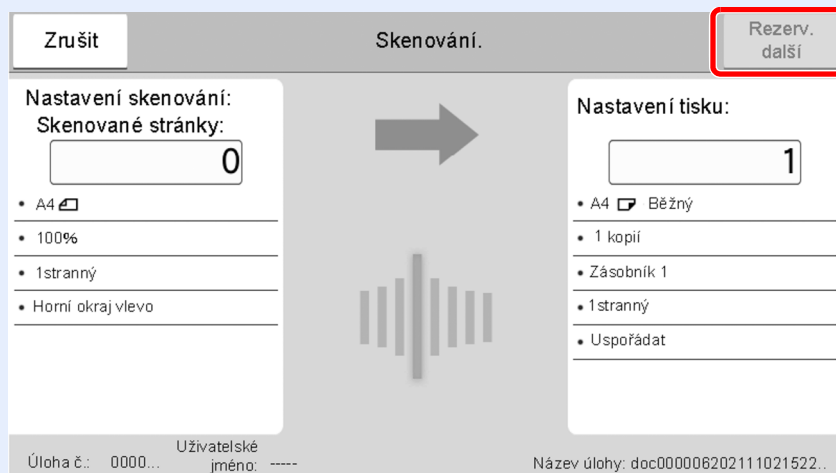 Zrušit
Skenování.
Rezerv.
další
Nastavení skenování:
Skenované stránky:
0
• A4
• 100%
• 1stranný
• Horní okraj vlevo
Nastavení tisku:
1
• A4 Běžný
• 1 kopií
• Zásobník 1
• 1stranný
• Uspořádat
Úloha č.: 0000...
Uživatelské
jméno: -----
Název úlohy: doc000006202111021522..